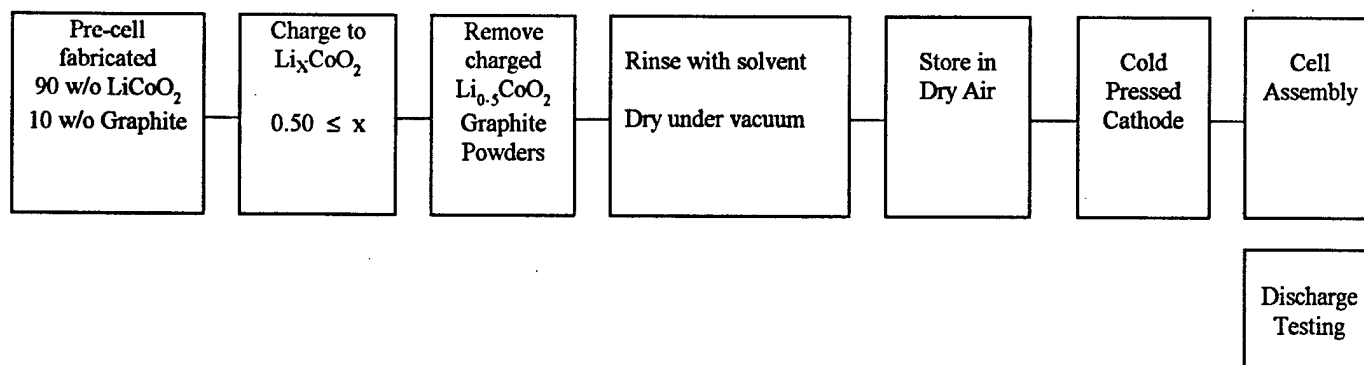 Pre-cell
fabricated
90 w/o LiCoO₂
10 w/o Graphite
Charge to
LiₓCoO₂
0.50 ≤ x
Remove
charged
Li₀.₅CoO₂
Graphite
Powders
Rinse with solvent
Dry under vacuum
Store in
Dry Air
Cold
Pressed
Cathode
Cell
Assembly
Discharge
Testing